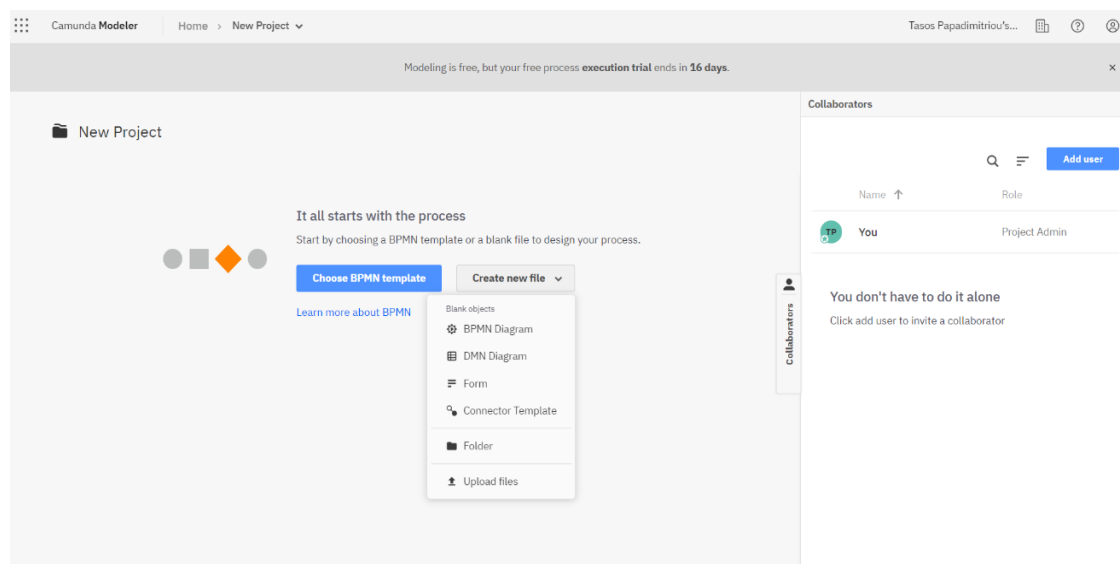 Camunda Modeler
Home › New Project
Tasos Papadimitriou's...
Modeling is free, but your free process execution trial ends in 16 days.
New Project
It all starts with the process
Start by choosing a BPMN template or a blank file to design your process.
Choose BPMN template
Create new file
Learn more about BPMN
Blank objects
BPMN Diagram
DMN Diagram
Form
Connector Template
Folder
Upload files
Collaborators
Collaborators
Add user
Name
Role
TP
You
Project Admin
You don't have to do it alone
Click add user to invite a collaborator